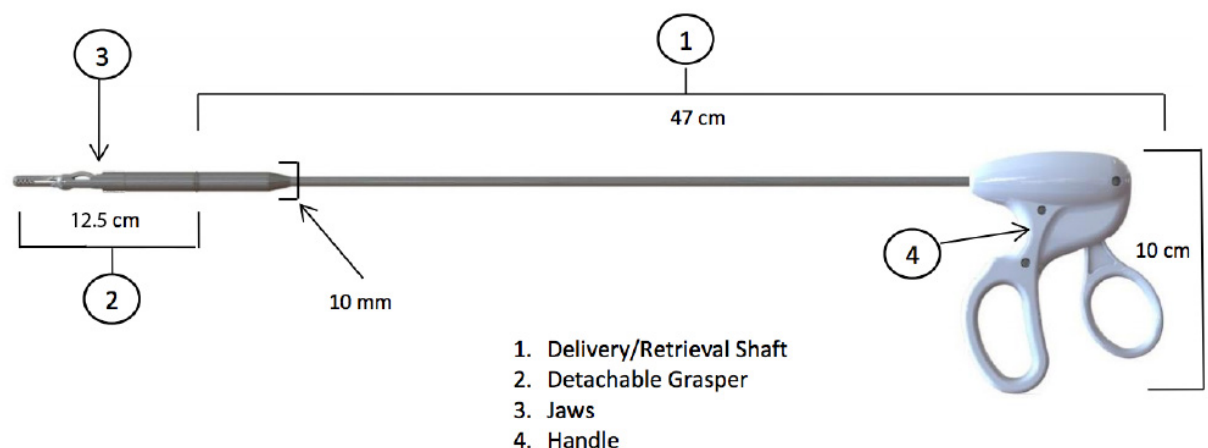 1
3
47 cm
12.5 cm
10 cm
4
2
10 mm
1. Delivery/Retrieval Shaft
2. Detachable Grasper
3. Jaws
4. Handle